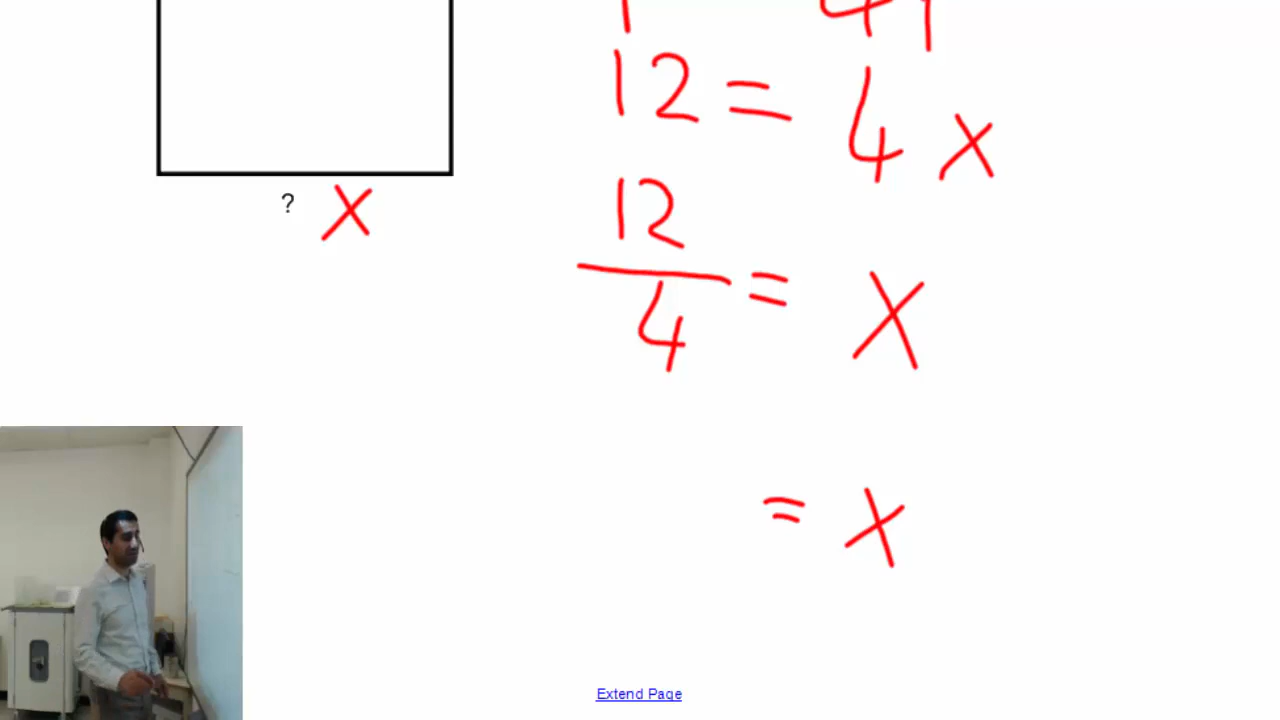 12 = 4 x
? X
12
4
= X
= X
Extend Page